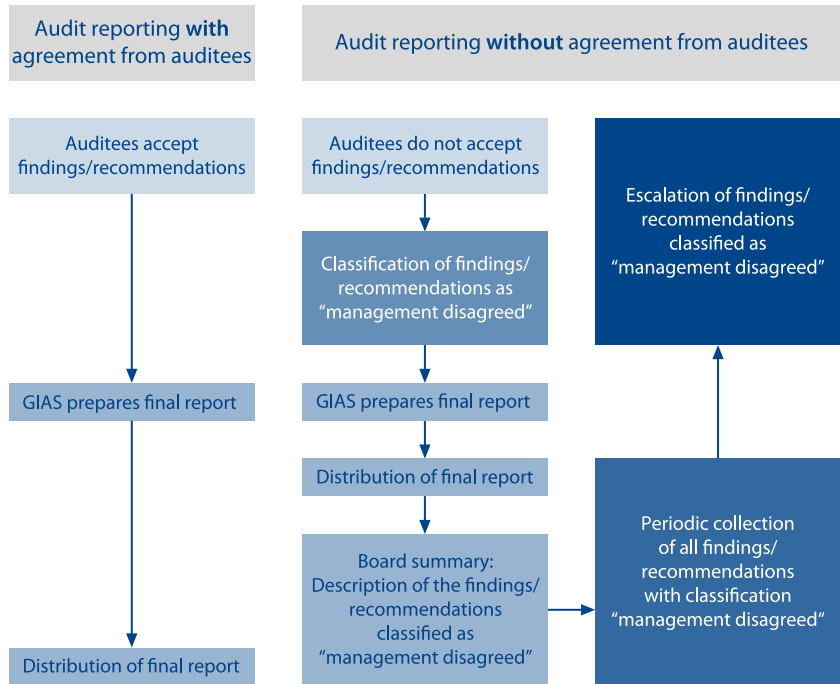 Audit reporting with
agreement from auditees
Audit reporting without agreement from auditees
Auditees accept
findings/recommendations
GIAS prepares final report
Distribution of final report
Auditees do not accept
findings/recommendations
Classification of findings/
recommendations as
“management disagreed”
GIAS prepares final report
Distribution of final report
Board summary:
Description of the findings/
recommendations
classified as
“management disagreed”
Periodic collection
of all findings/
recommendations
with classification
“management disagreed“
Escalation of findings/
recommendations
classified as
“management disagreed”